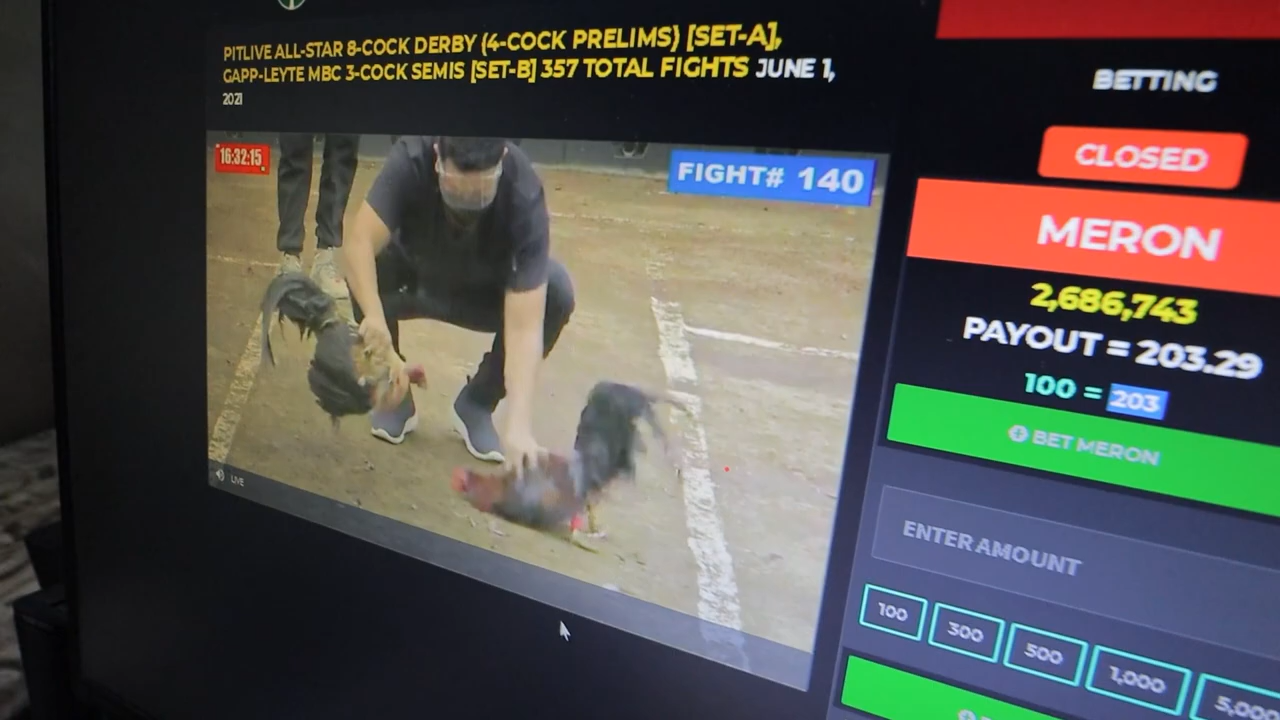 PITLIVE ALL-STAR 8-COCK DERBY (4-COCK PRELIMS) [SET-A],
GAPP-LEYTE MBC 3-COCK SEMIS [SET-B] 357 TOTAL FIGHTS JUNE 1,
2021
16:32:15
FIGHT# 140
LIVE
BETTING
CLOSED
MERON
2,686,743
PAYOUT = 203.29
100 = 203
BET MERON
ENTER AMOUNT
100
300
500
1,000
5,000